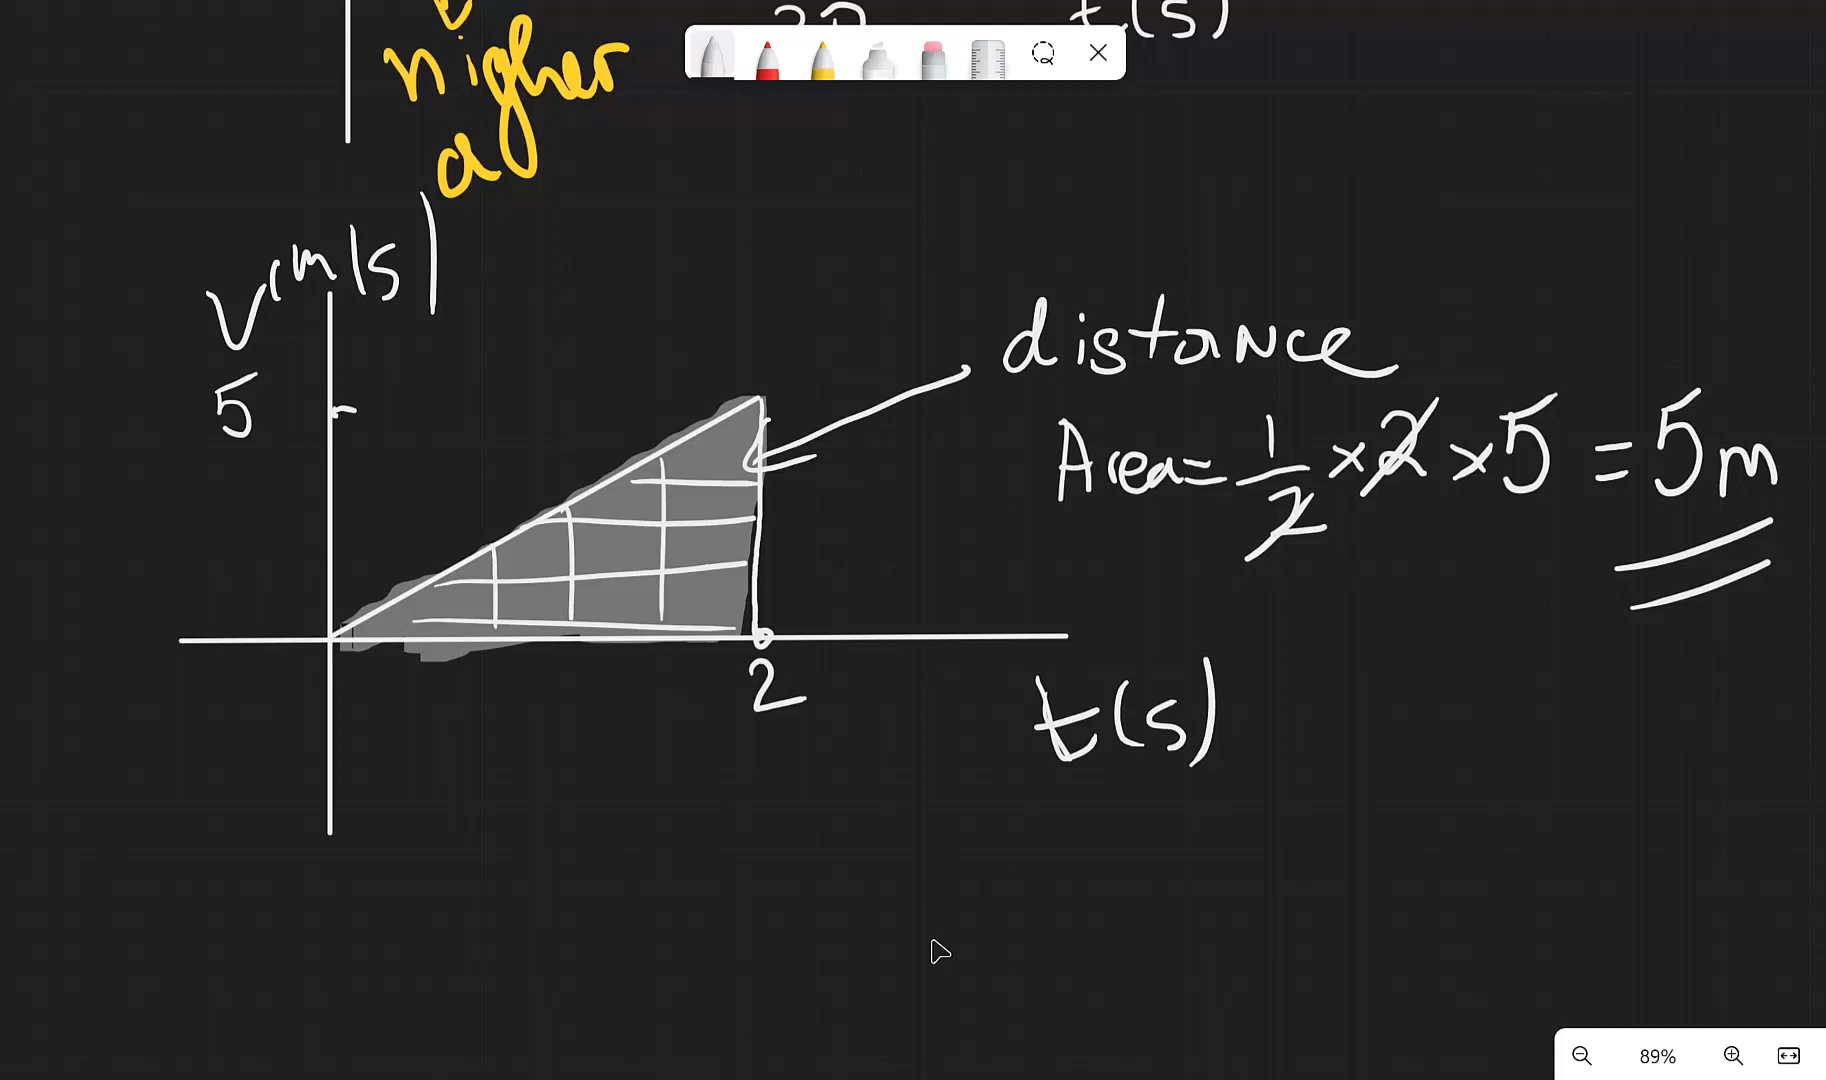 t(s)
higher
a
V(m/s)
5
distance
Area = 1/2 × 2 × 5 = 5m
2
t(s)
89%